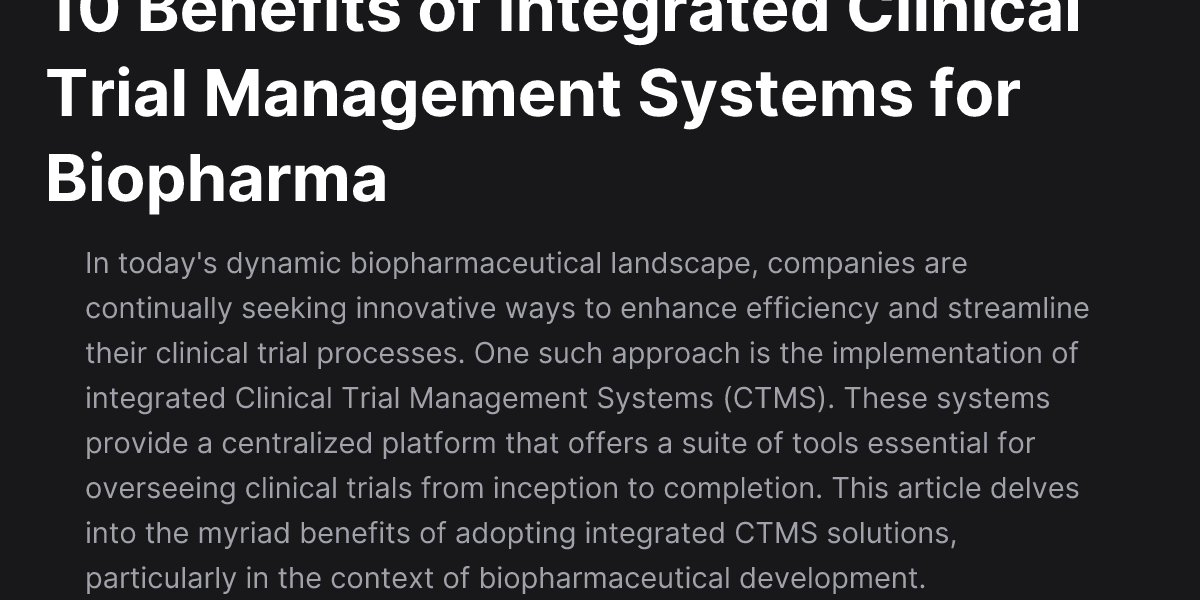 10 Benefits of Integrated Clinical
Trial Management Systems for
Biopharma
In today's dynamic biopharmaceutical landscape, companies are
continually seeking innovative ways to enhance efficiency and streamline
their clinical trial processes. One such approach is the implementation of
integrated Clinical Trial Management Systems (CTMS). These systems
provide a centralized platform that offers a suite of tools essential for
overseeing clinical trials from inception to completion. This article delves
into the myriad benefits of adopting integrated CTMS solutions,
particularly in the context of biopharmaceutical development.